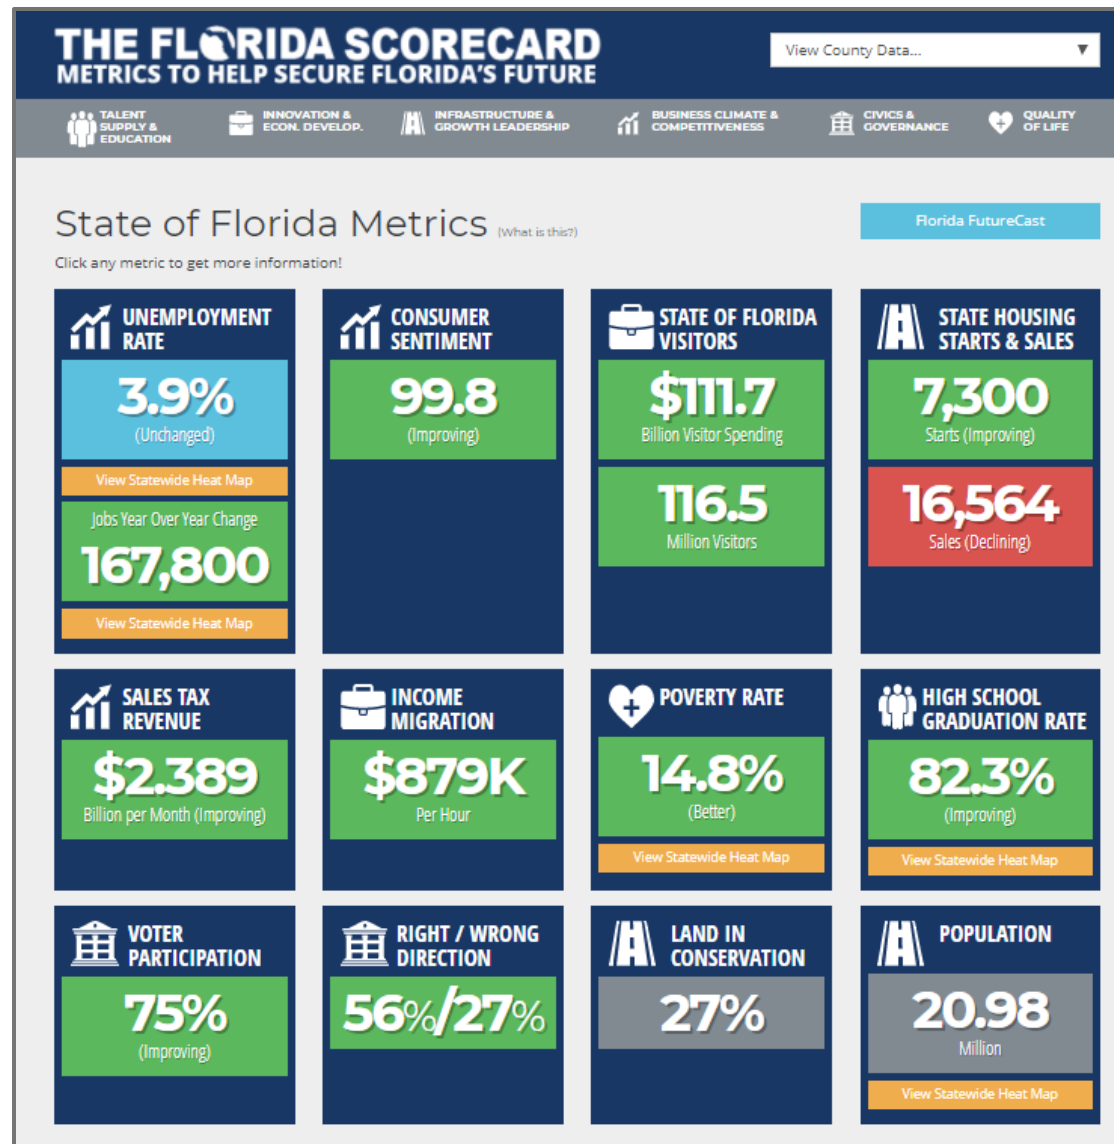 THE FLORIDA SCORECARD
METRICS TO HELP SECURE FLORIDA'S FUTURE
View County Data...
TALENT
SUPPLY &
EDUCATION
INNOVATION &
ECON. DEVELOP.
INFRASTRUCTURE &
GROWTH LEADERSHIP
BUSINESS CLIMATE &
COMPETITIVENESS
CIVICS &
GOVERNANCE
QUALITY
OF LIFE
State of Florida Metrics (What is this?)
Florida FutureCast
Click any metric to get more information!
UNEMPLOYMENT
RATE
3.9%
(Unchanged)
View Statewide Heat Map
Jobs Year Over Year Change
167,800
View Statewide Heat Map
CONSUMER
SENTIMENT
99.8
(Improving)
STATE OF FLORIDA
VISITORS
$111.7
Billion Visitor Spending
116.5
Million Visitors
STATE HOUSING
STARTS & SALES
7,300
Starts (Improving)
16,564
Sales (Declining)
SALES TAX
REVENUE
$2.389
Billion per Month (Improving)
INCOME
MIGRATION
$879K
Per Hour
POVERTY RATE
14.8%
(Better)
View Statewide Heat Map
HIGH SCHOOL
GRADUATION RATE
82.3%
(Improving)
View Statewide Heat Map
VOTER
PARTICIPATION
75%
(Improving)
RIGHT / WRONG
DIRECTION
56%/27%
LAND IN
CONSERVATION
27%
POPULATION
20.98
Million
View Statewide Heat Map